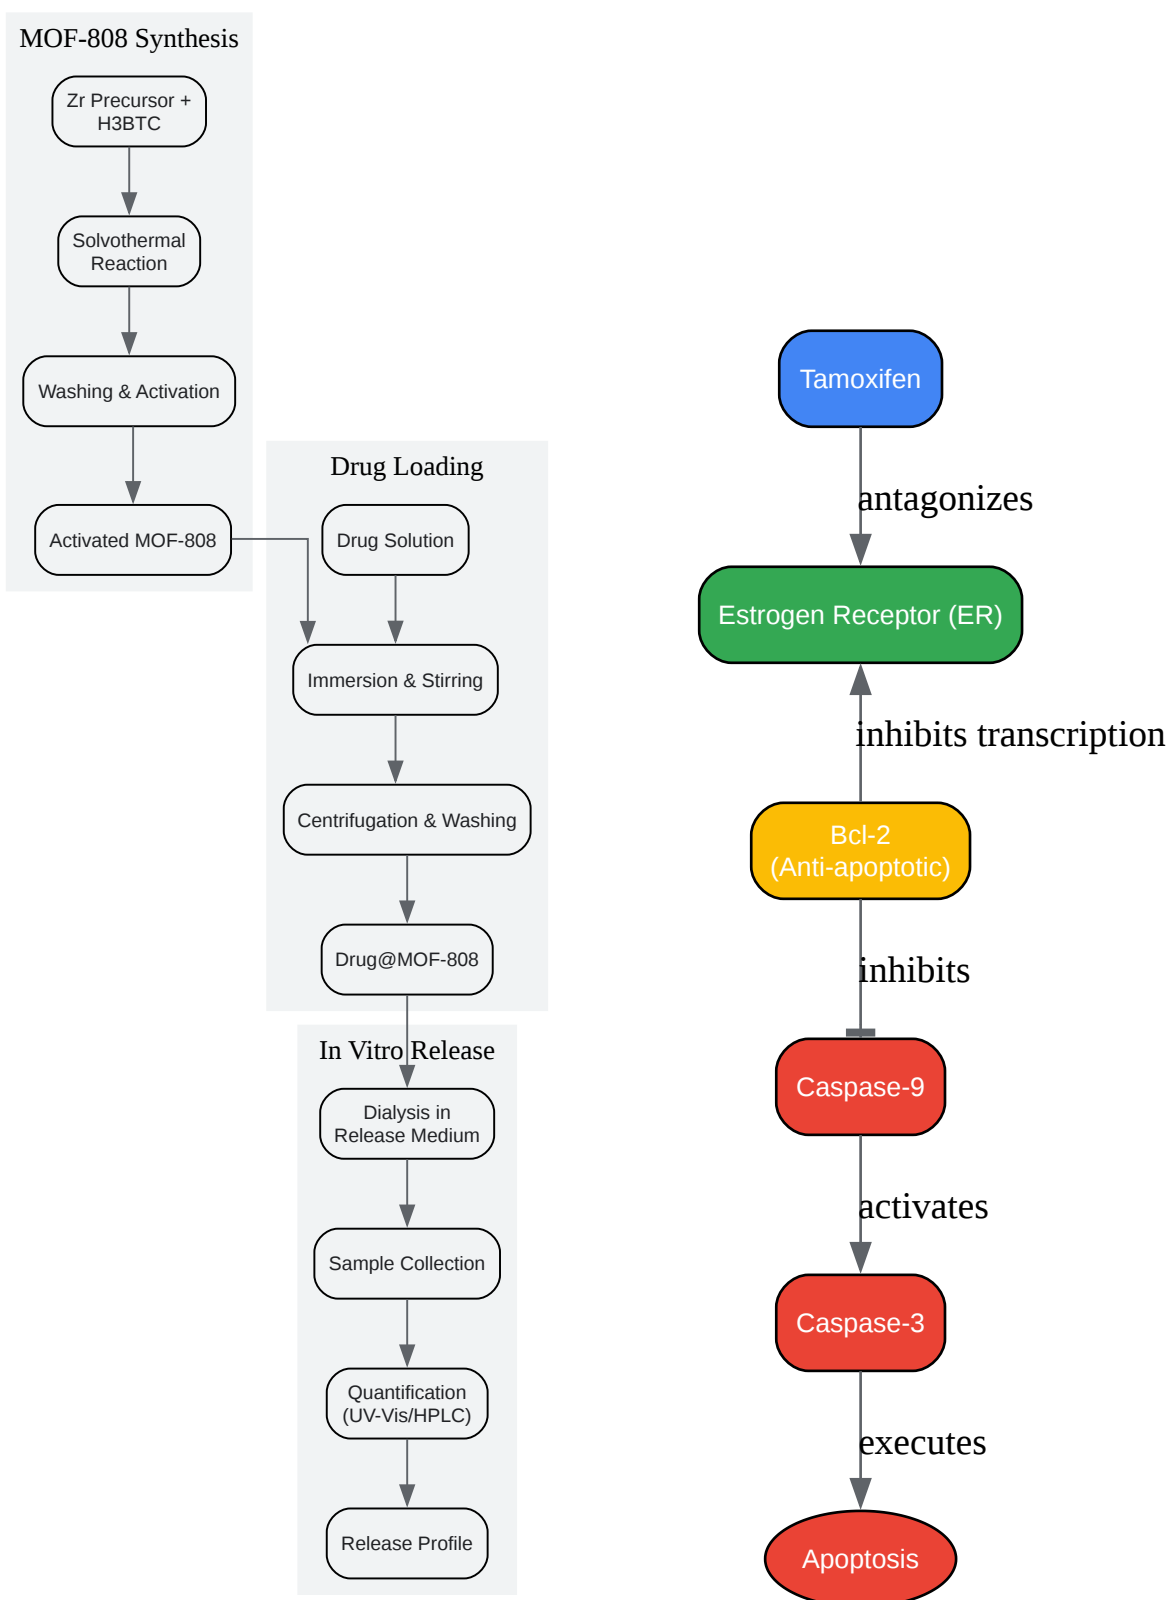 MOF-808 Synthesis
Zr Precursor +
H3BTC
Solvothermal
Reaction
Washing & Activation
Activated MOF-808
Drug Loading
Drug Solution
Immersion & Stirring
Centrifugation & Washing
Drug@MOF-808
In Vitro Release
Dialysis in
Release Medium
Sample Collection
Quantification
(UV-Vis/HPLC)
Release Profile
Tamoxifen
antagonizes
Estrogen Receptor (ER)
inhibits transcription
Bcl-2
(Anti-apoptotic)
inhibits
Caspase-9
activates
Caspase-3
executes
Apoptosis